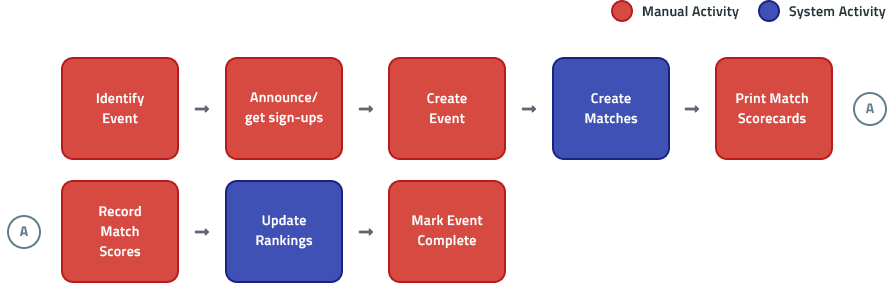 Manual Activity
System Activity
Identify
Event
Announce/
get sign-ups
Create
Event
Create
Matches
Print Match
Scorecards
A
A
Record
Match
Scores
Update
Rankings
Mark Event
Complete